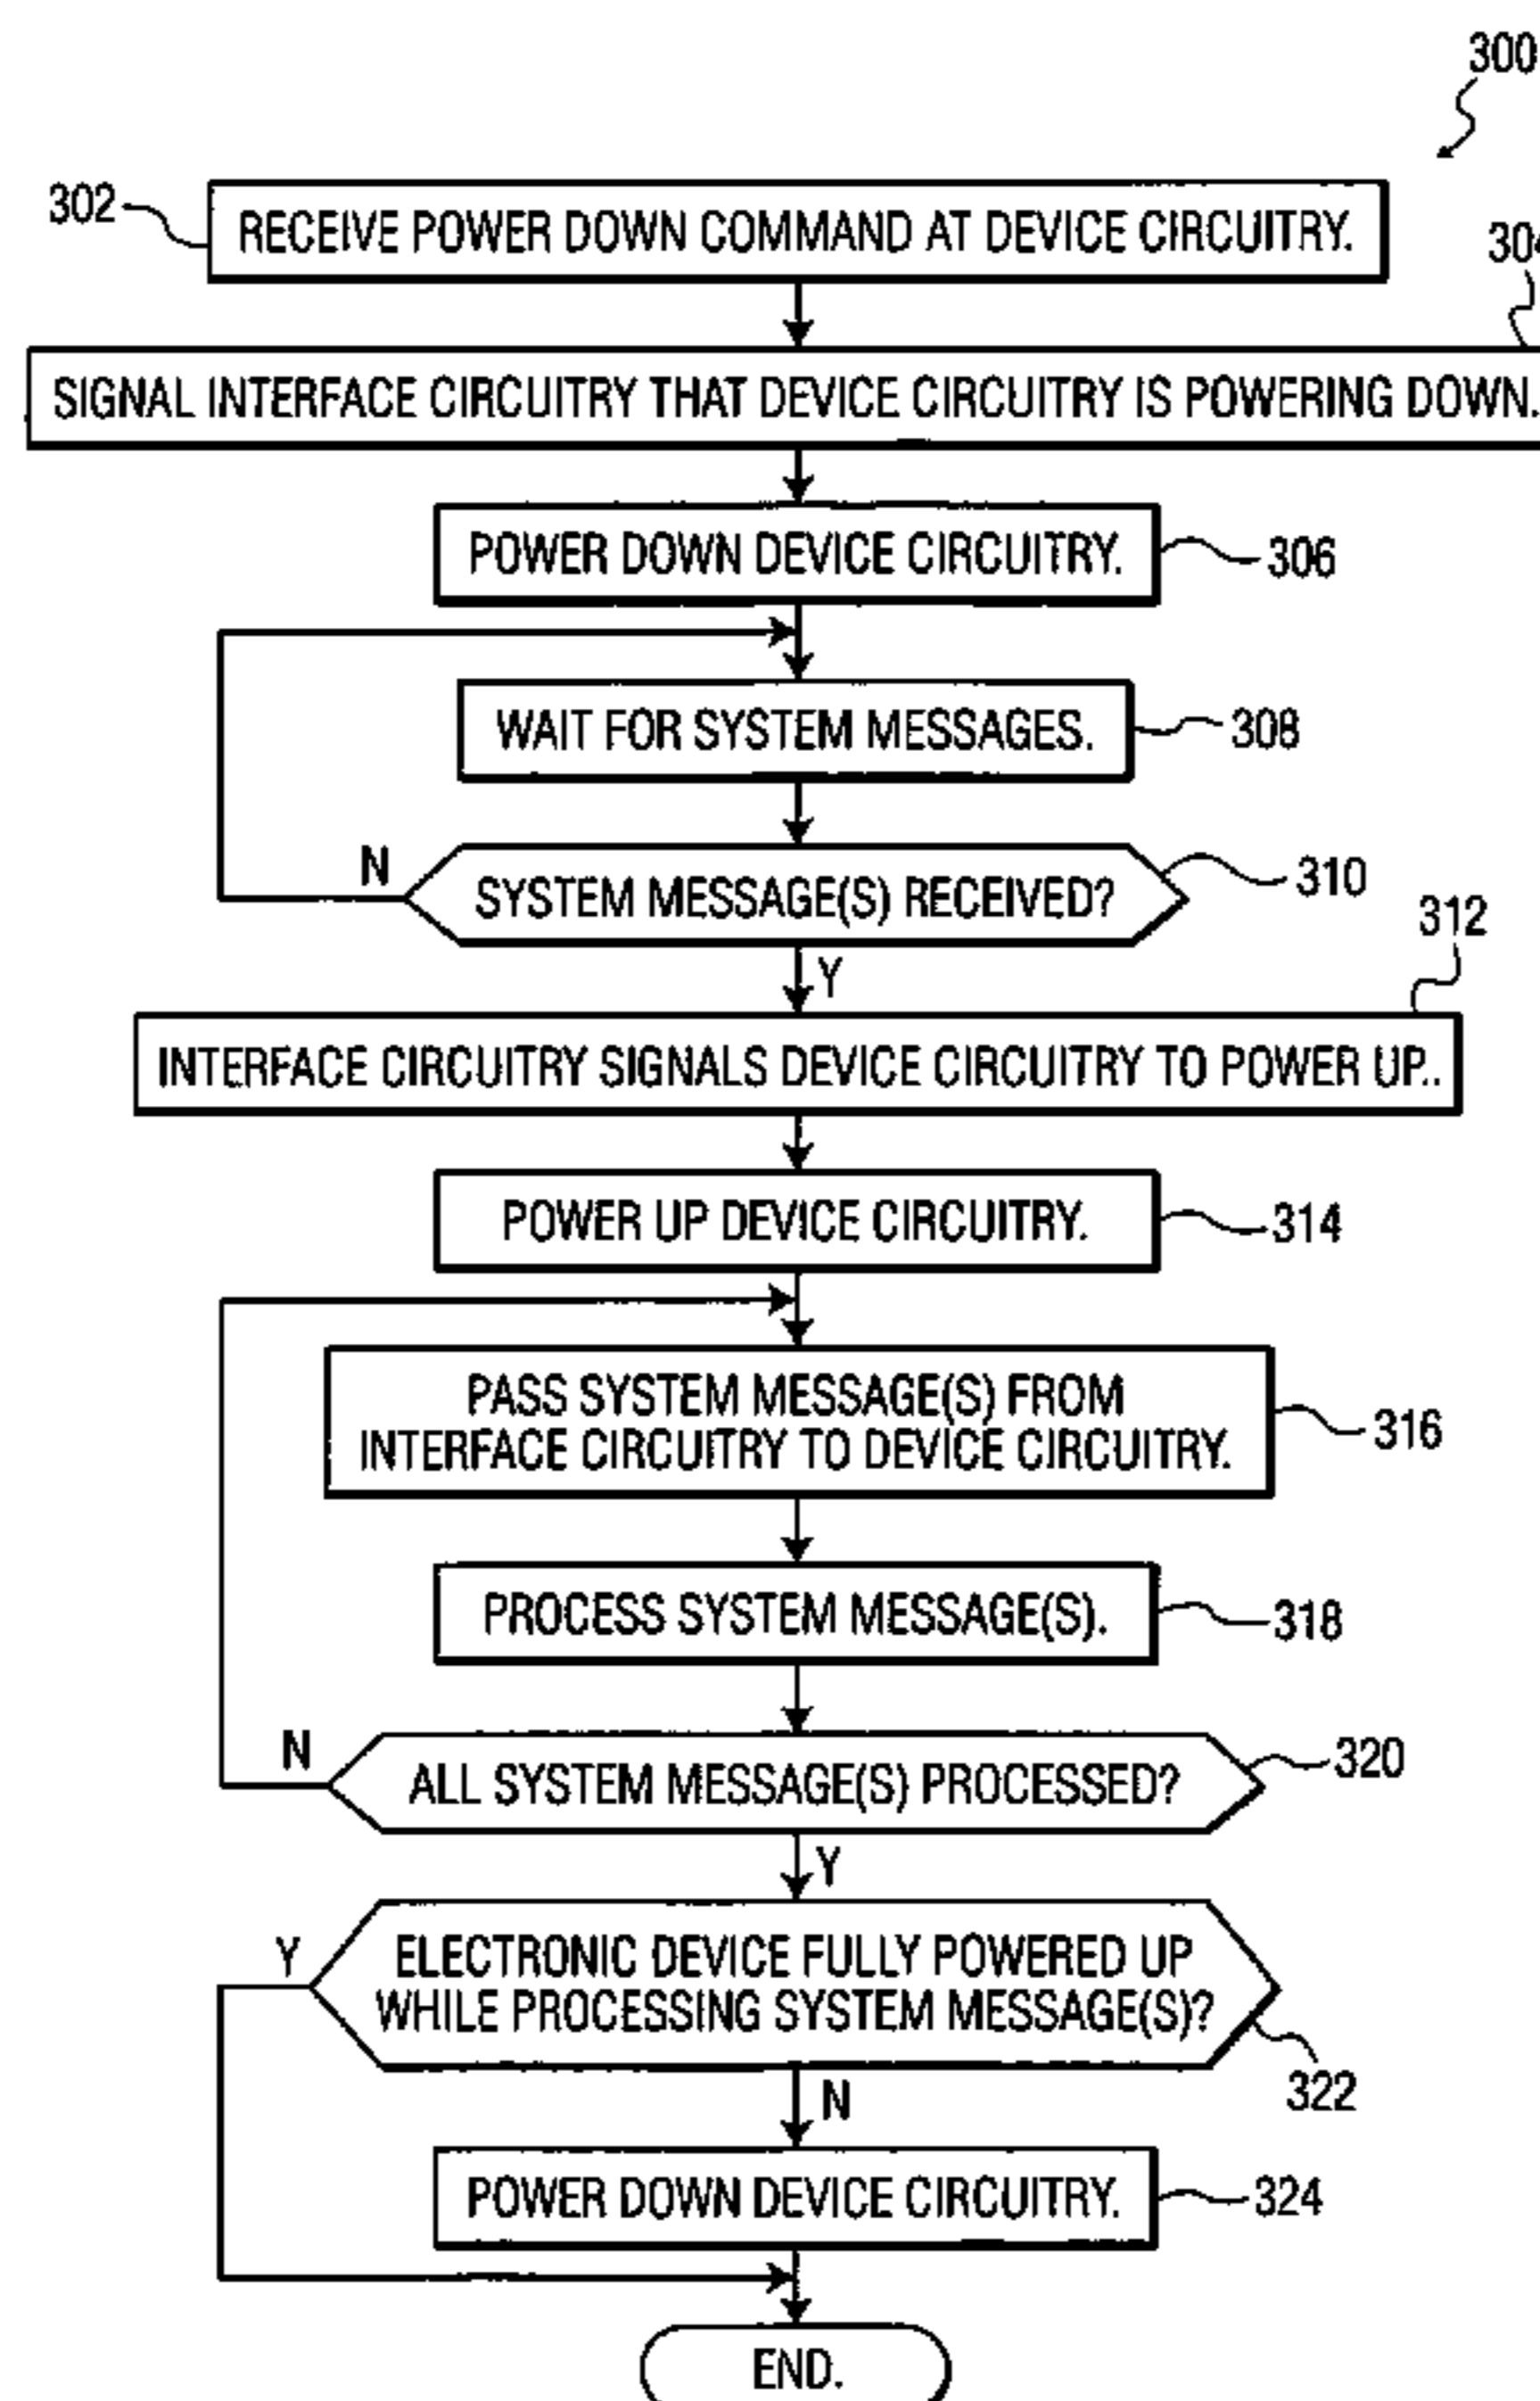 300
302
RECEIVE POWER DOWN COMMAND AT DEVICE CIRCUITRY.
SIGNAL INTERFACE CIRCUITRY THAT DEVICE CIRCUITRY IS POWERING DOWN.
POWER DOWN DEVICE CIRCUITRY.
306
WAIT FOR SYSTEM MESSAGES.
308
N
SYSTEM MESSAGE(S) RECEIVED?
310
312
Y
INTERFACE CIRCUITRY SIGNALS DEVICE CIRCUITRY TO POWER UP..
POWER UP DEVICE CIRCUITRY.
314
PASS SYSTEM MESSAGE(S) FROM
INTERFACE CIRCUITRY TO DEVICE CIRCUITRY.
316
PROCESS SYSTEM MESSAGE(S).
318
N
ALL SYSTEM MESSAGE(S) PROCESSED?
320
Y
Y
ELECTRONIC DEVICE FULLY POWERED UP
WHILE PROCESSING SYSTEM MESSAGE(S)?
322
N
POWER DOWN DEVICE CIRCUITRY.
324
END.